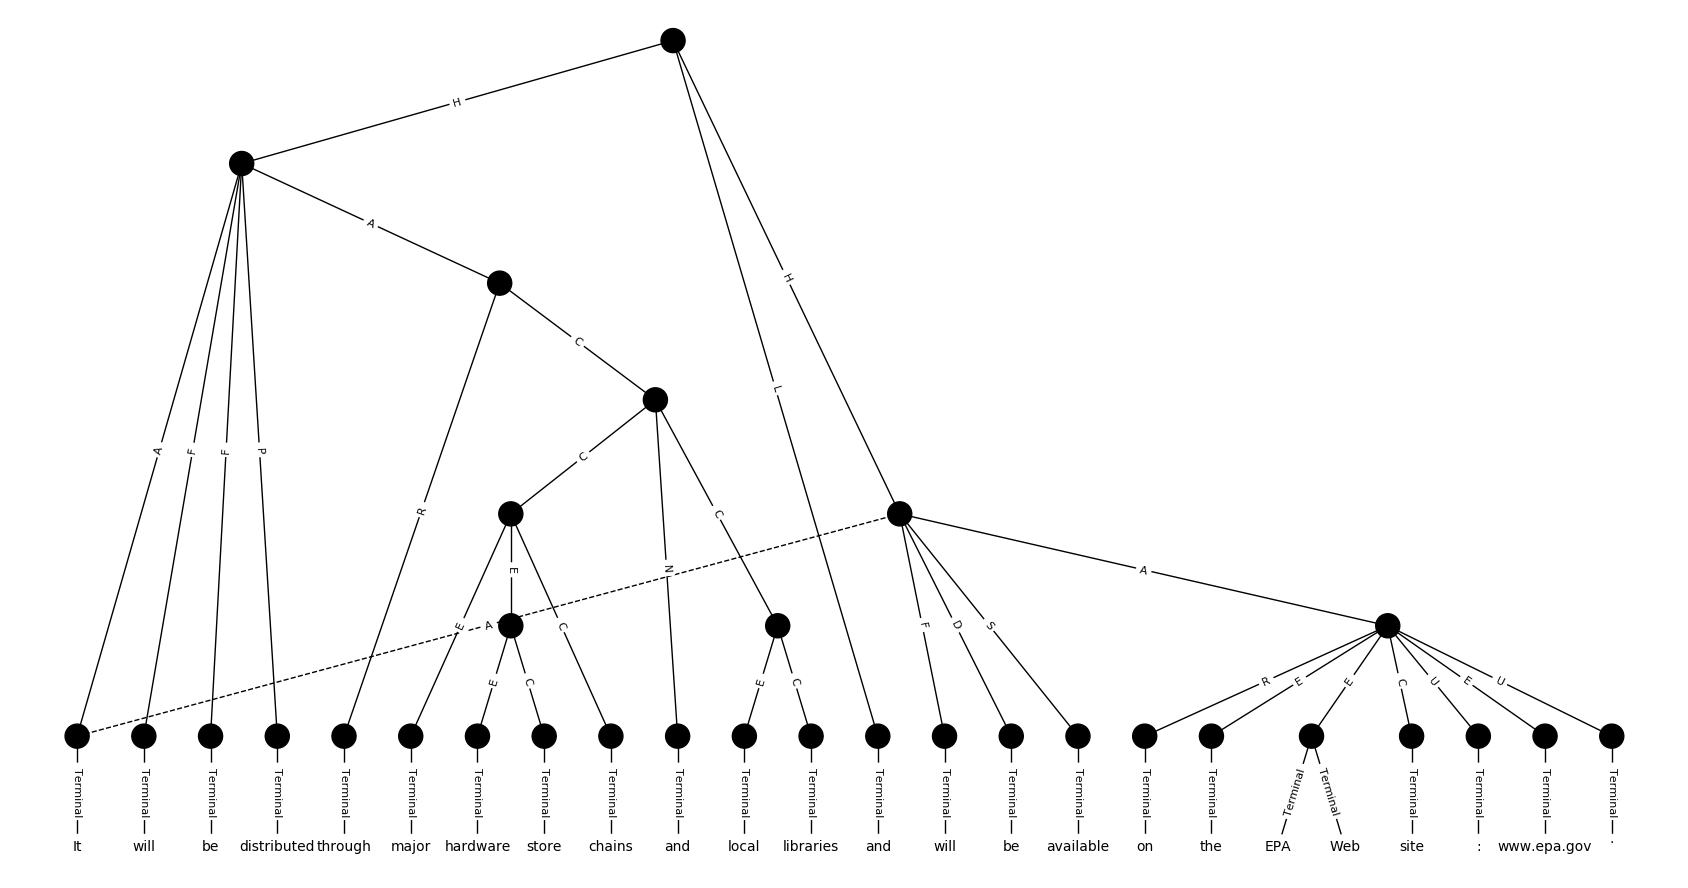 H
A
H
C
L
A F F P
C
R
C
N
E
A
E A C
F D S
E C
E C
R E E C U E U
Terminal Terminal Terminal Terminal Terminal Terminal Terminal Terminal Terminal Terminal Terminal Terminal Terminal Terminal Terminal Terminal Terminal Terminal Terminal Terminal Terminal Terminal Terminal Terminal
It will be distributed through major hardware store chains and local libraries and will be available on the EPA Web site : www.epa.gov .